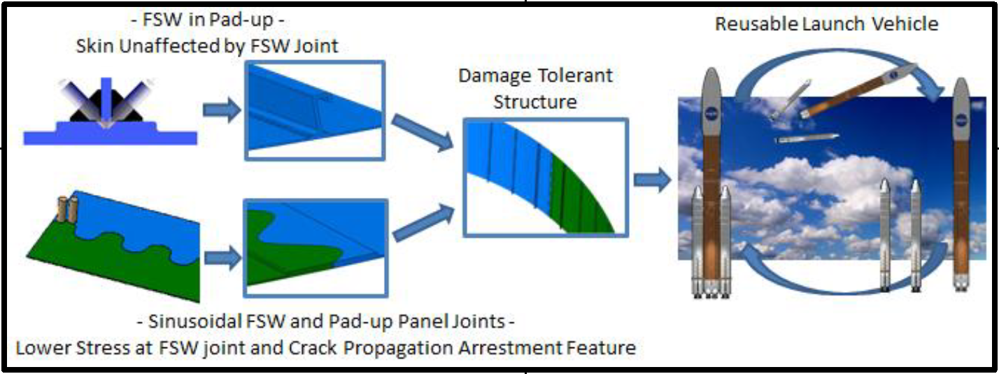 - FSW in Pad-up -
Skin Unaffected by FSW Joint
Damage Tolerant
Structure
Reusable Launch Vehicle
- Sinusoidal FSW and Pad-up Panel Joints -
Lower Stress at FSW joint and Crack Propagation Arrestment Feature